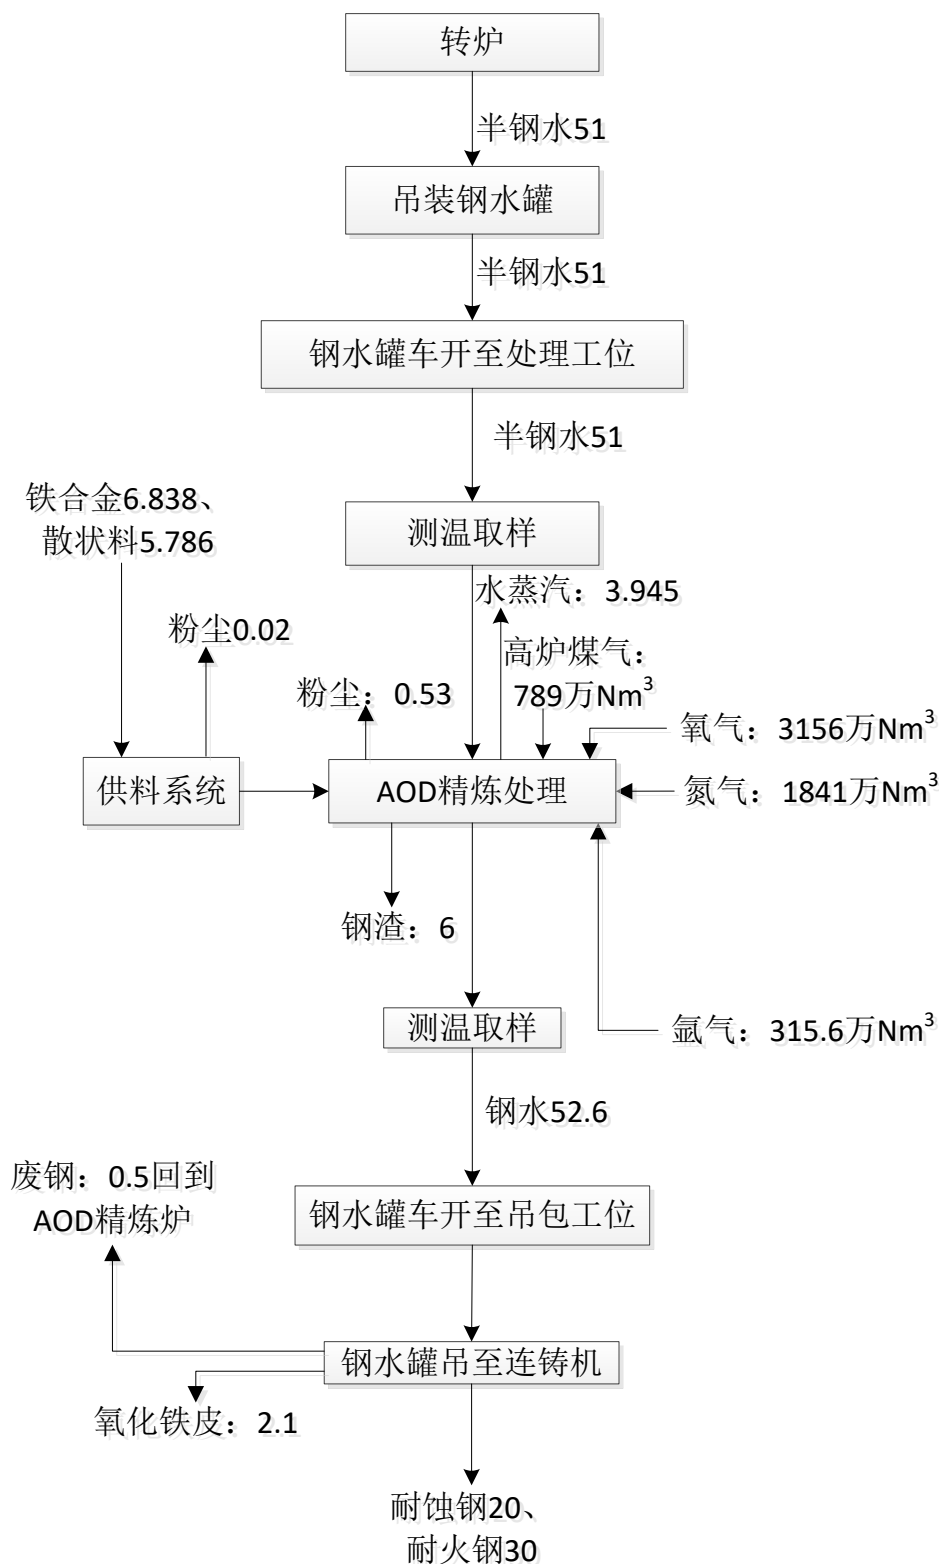 转炉
半钢水51
吊装钢水罐
半钢水51
钢水罐车开至处理工位
半钢水51
铁合金6.838、
散状料5.786
测温取样
水蒸汽：3.945
粉尘0.02
高炉煤气：
789万Nm³
粉尘：0.53
氧气：3156万Nm³
供料系统
AOD精炼处理
氮气：1841万Nm³
钢渣：6
测温取样
氩气：315.6万Nm³
钢水52.6
废钢：0.5回到
AOD精炼炉
钢水罐车开至吊包工位
钢水罐吊至连铸机
氧化铁皮：2.1
耐蚀钢20、
耐火钢30